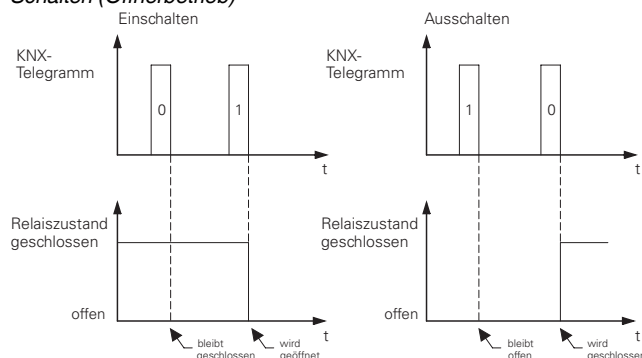 Schalten (Öffnerbetrieb)
Einschalten
KNX-
Telegramm
0
1
t
Relaiszustand
geschlossen
offen
t
bleibt
geschlossen
wird
geöffnet
Ausschalten
KNX-
Telegramm
1
0
t
Relaiszustand
geschlossen
offen
t
bleibt
offen
wird
geschlossen